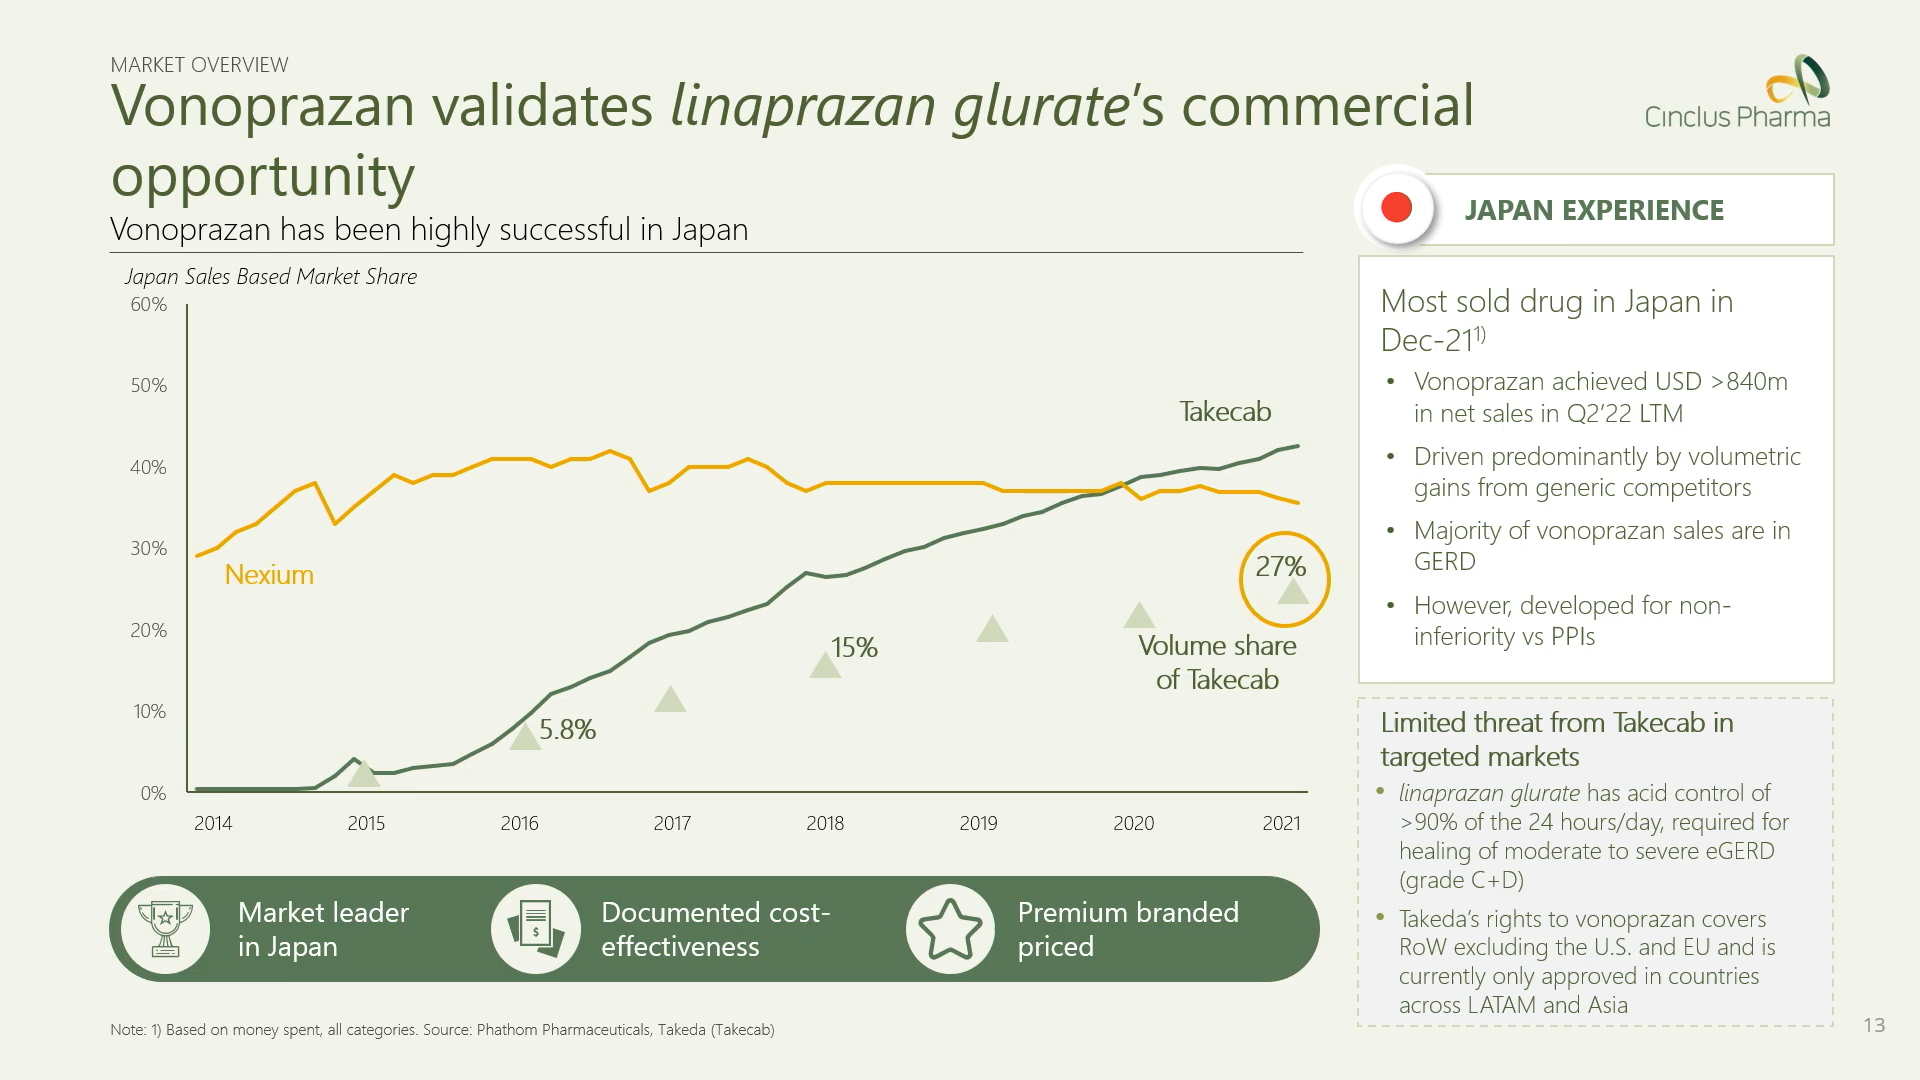 MARKET OVERVIEW
Vonoprazan validates linaprazan glurate's commercial
opportunity
Vonoprazan has been highly successful in Japan
Cinclus Pharma
Japan Sales Based Market Share
60%
50%
40%
30%
20%
10%
0%
Takecab
Nexium
27%
15%
5.8%
Volume share
of Takecab
2014 2015 2016 2017 2018 2019 2020 2021
Market leader
in Japan
Documented cost-
effectiveness
$
Premium branded
priced
JAPAN EXPERIENCE
Most sold drug in Japan in
Dec-21¹⁾
• Vonoprazan achieved USD >840m
in net sales in Q2'22 LTM
• Driven predominantly by volumetric
gains from generic competitors
• Majority of vonoprazan sales are in
GERD
• However, developed for non-
inferiority vs PPIs
Limited threat from Takecab in
targeted markets
• linaprazan glurate has acid control of
>90% of the 24 hours/day, required for
healing of moderate to severe eGERD
(grade C+D)
• Takeda's rights to vonoprazan covers
RoW excluding the U.S. and EU and is
currently only approved in countries
across LATAM and Asia
Note: 1) Based on money spent, all categories. Source: Phathom Pharmaceuticals, Takeda (Takecab)
13